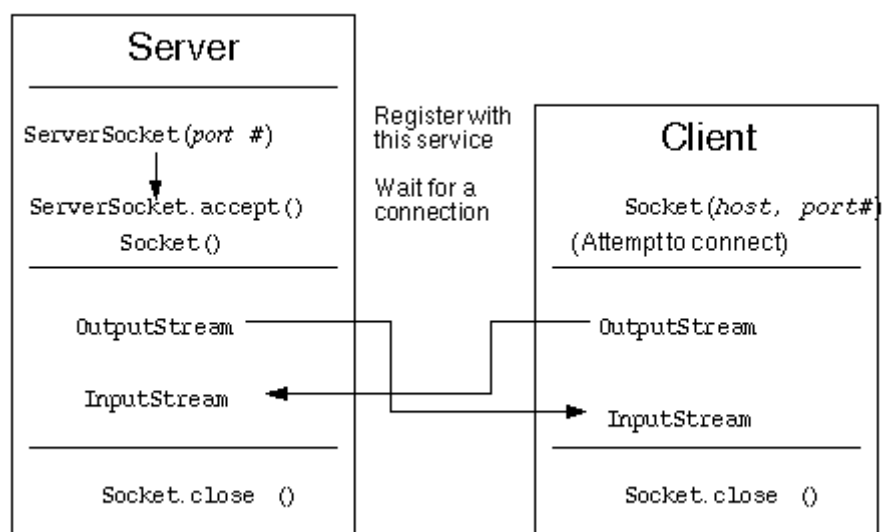 Server
ServerSocket(port #)
ServerSocket.accept()
Socket()
OutputStream
InputStream
Socket.close ()
Register with
this service
Wait for a
connection
Client
Socket(host, port#)
(Attempt to connect)
OutputStream
InputStream
Socket.close ()